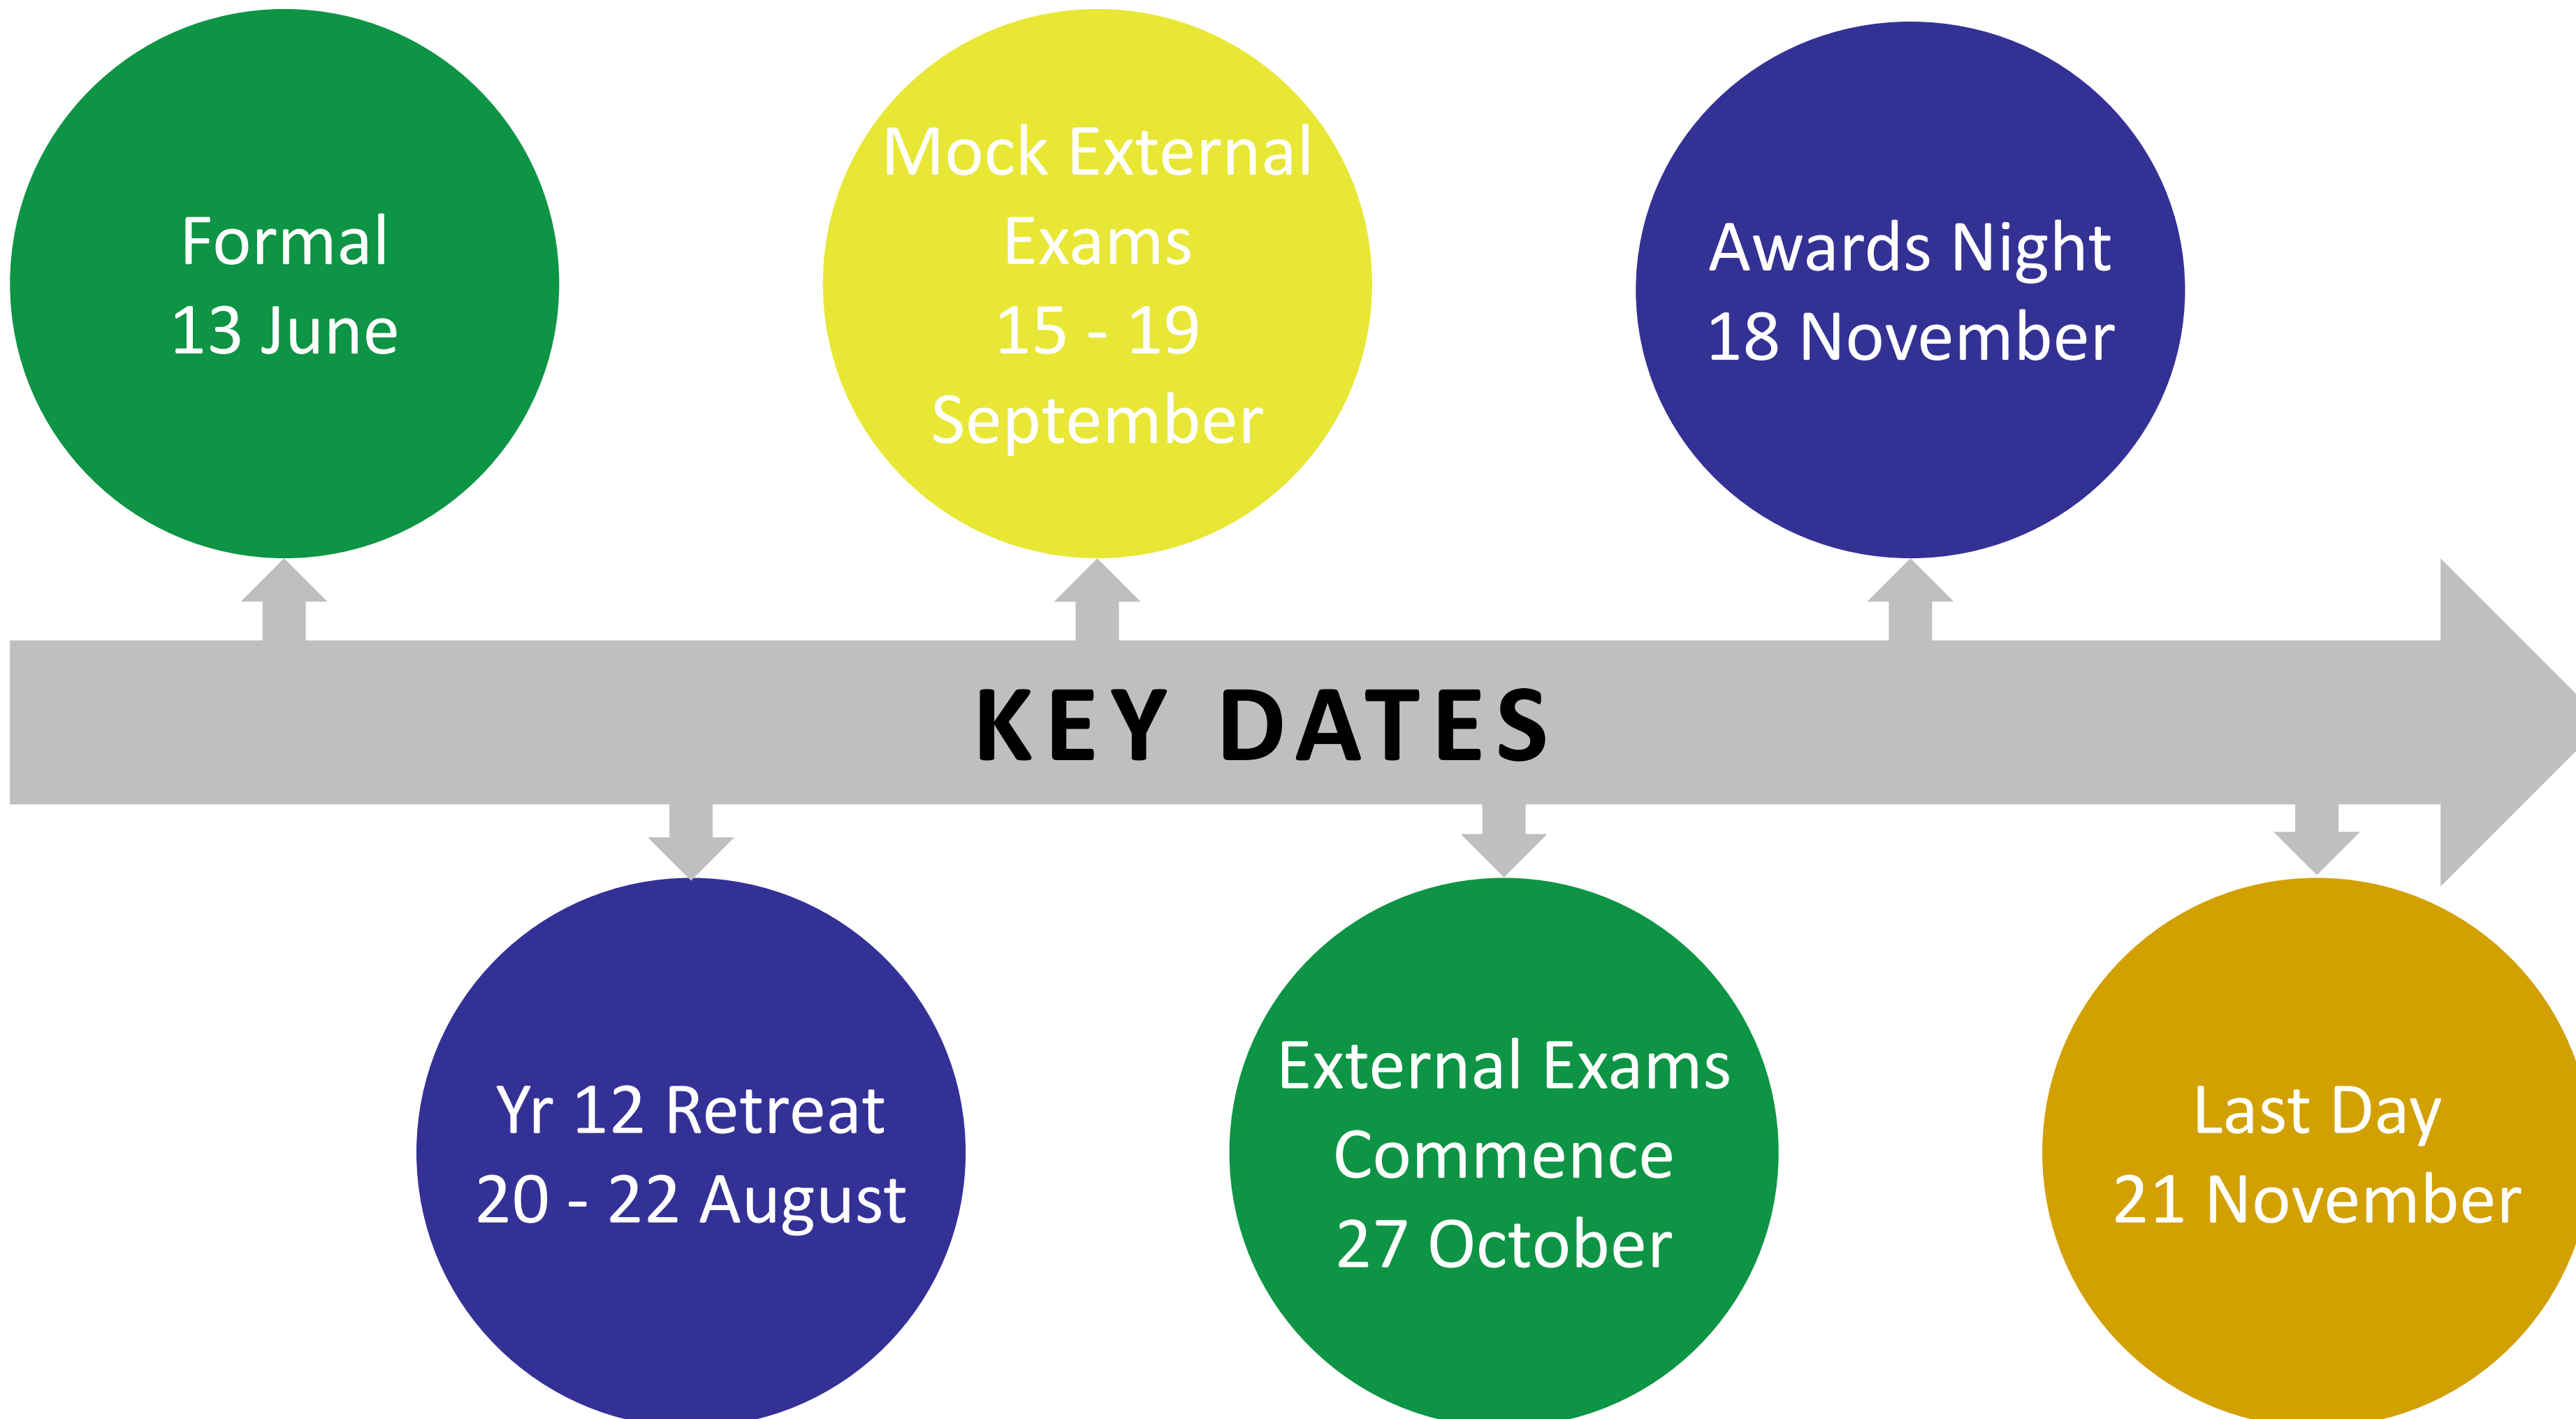 Formal
13 June
Mock External
Exams
15 - 19
September
Awards Night
18 November
KEY DATES
Yr 12 Retreat
20 - 22 August
External Exams
Commence
27 October
Last Day
21 November